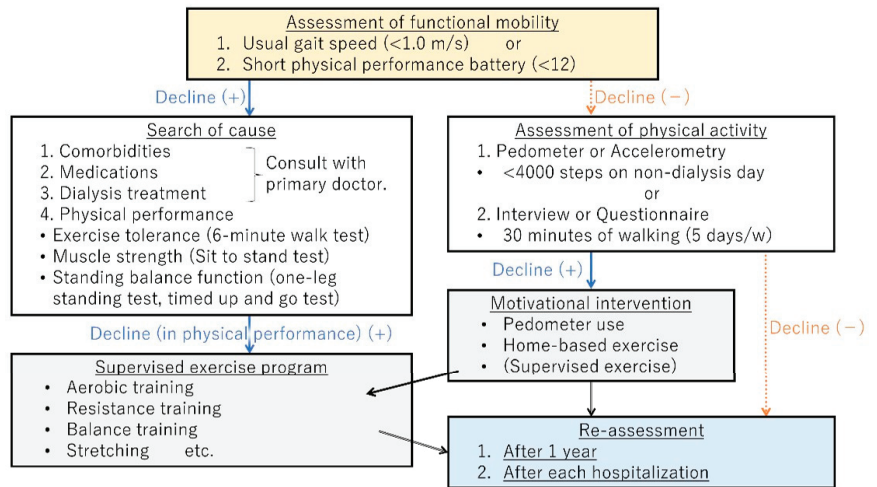 Assessment of functional mobility
1. Usual gait speed (<1.0 m/s) or
2. Short physical performance battery (<12)
Decline (+)
Decline (−)
Search of cause
1. Comorbidities
2. Medications
3. Dialysis treatment
Consult with
primary doctor.
4. Physical performance
• Exercise tolerance (6-minute walk test)
• Muscle strength (Sit to stand test)
• Standing balance function (one-leg
standing test, timed up and go test)
Assessment of physical activity
1. Pedometer or Accelerometry
• <4000 steps on non-dialysis day
or
2. Interview or Questionnaire
• 30 minutes of walking (5 days/w)
Decline (+)
Decline (−)
Motivational intervention
• Pedometer use
• Home-based exercise
• (Supervised exercise)
Decline (in physical performance) (+)
Supervised exercise program
• Aerobic training
• Resistance training
• Balance training
• Stretching etc.
Re-assessment
1. After 1 year
2. After each hospitalization